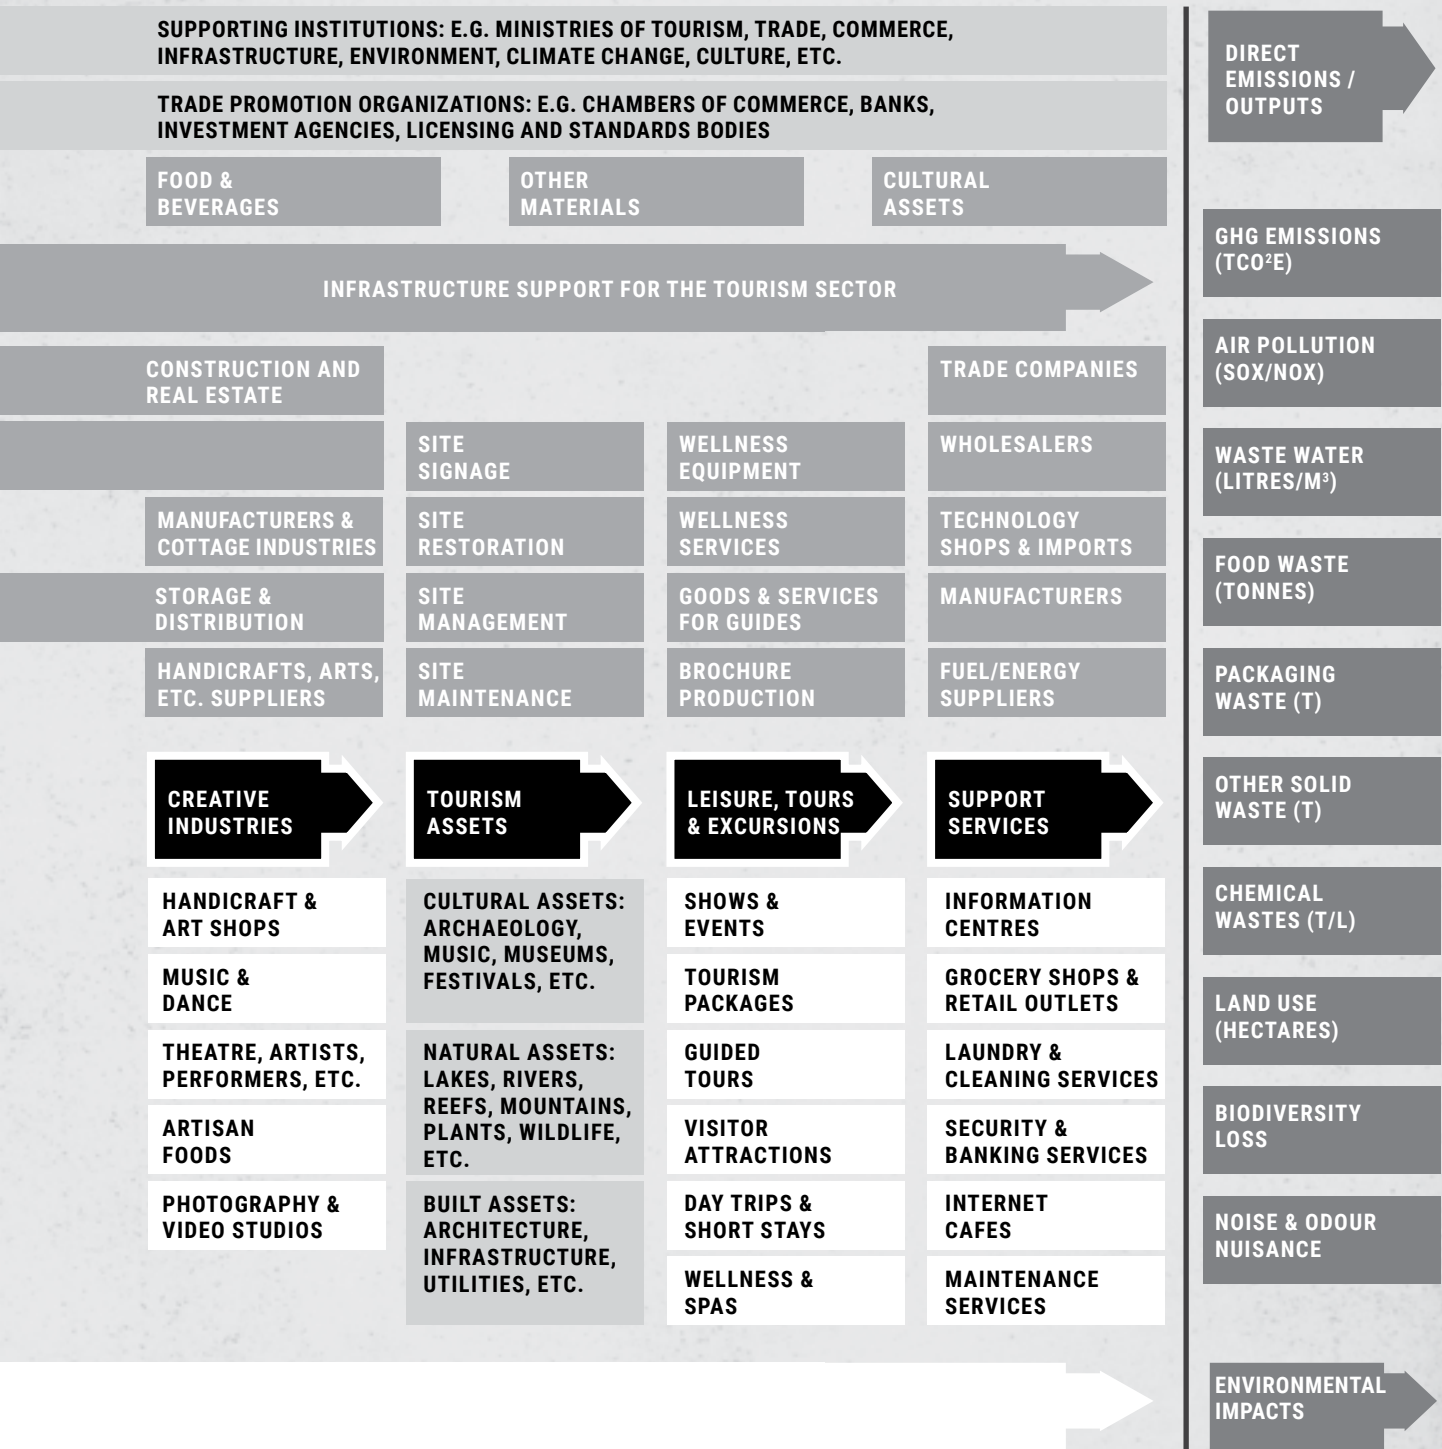 SUPPORTING INSTITUTIONS: E.G. MINISTRIES OF TOURISM, TRADE, COMMERCE,
INFRASTRUCTURE, ENVIRONMENT, CLIMATE CHANGE, CULTURE, ETC.
TRADE PROMOTION ORGANIZATIONS: E.G. CHAMBERS OF COMMERCE, BANKS,
INVESTMENT AGENCIES, LICENSING AND STANDARDS BODIES
FOOD &
BEVERAGES
OTHER
MATERIALS
CULTURAL
ASSETS
INFRASTRUCTURE SUPPORT FOR THE TOURISM SECTOR
CONSTRUCTION AND
REAL ESTATE
MANUFACTURERS &
COTTAGE INDUSTRIES
STORAGE &
DISTRIBUTION
HANDICRAFTS, ARTS,
ETC. SUPPLIERS
SITE
SIGNAGE
SITE
RESTORATION
SITE
MANAGEMENT
SITE
MAINTENANCE
WELLNESS
EQUIPMENT
WELLNESS
SERVICES
GOODS & SERVICES
FOR GUIDES
BROCHURE
PRODUCTION
TRADE COMPANIES
WHOLESALERS
TECHNOLOGY
SHOPS & IMPORTS
MANUFACTURERS
FUEL/ENERGY
SUPPLIERS
CREATIVE
INDUSTRIES
HANDICRAFT &
ART SHOPS
MUSIC &
DANCE
THEATRE, ARTISTS,
PERFORMERS, ETC.
ARTISAN
FOODS
PHOTOGRAPHY &
VIDEO STUDIOS
TOURISM
ASSETS
CULTURAL ASSETS:
ARCHAEOLOGY,
MUSIC, MUSEUMS,
FESTIVALS, ETC.
NATURAL ASSETS:
LAKES, RIVERS,
REEFS, MOUNTAINS,
PLANTS, WILDLIFE,
ETC.
BUILT ASSETS:
ARCHITECTURE,
INFRASTRUCTURE,
UTILITIES, ETC.
LEISURE, TOURS
& EXCURSIONS
SHOWS &
EVENTS
TOURISM
PACKAGES
GUIDED
TOURS
VISITOR
ATTRACTIONS
DAY TRIPS &
SHORT STAYS
WELLNESS &
SPAS
SUPPORT
SERVICES
INFORMATION
CENTRES
GROCERY SHOPS &
RETAIL OUTLETS
LAUNDRY &
CLEANING SERVICES
SECURITY &
BANKING SERVICES
INTERNET
CAFES
MAINTENANCE
SERVICES
DIRECT
EMISSIONS /
OUTPUTS
GHG EMISSIONS
(TCO²E)
AIR POLLUTION
(SOX/NOX)
WASTE WATER
(LITRES/M³)
FOOD WASTE
(TONNES)
PACKAGING
WASTE (T)
OTHER SOLID
WASTE (T)
CHEMICAL
WASTES (T/L)
LAND USE
(HECTARES)
BIODIVERSITY
LOSS
NOISE & ODOUR
NUISANCE
ENVIRONMENTAL
IMPACTS